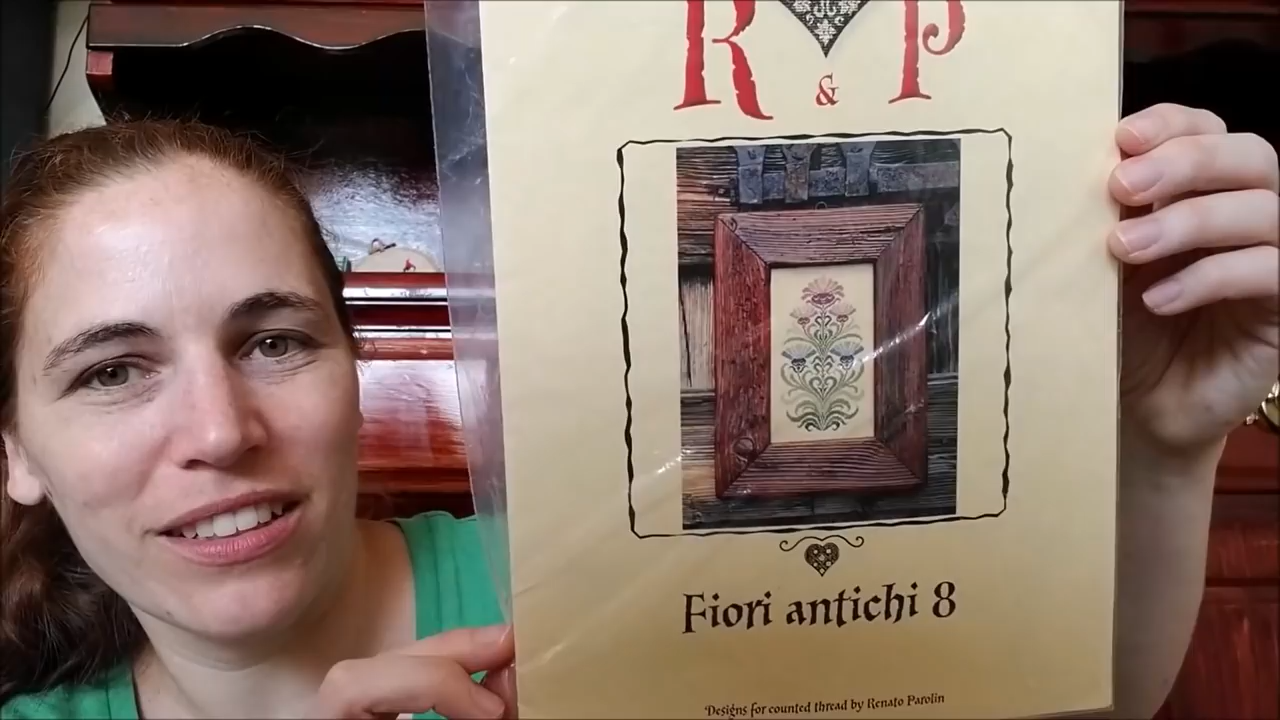 R & P
Fiori antichi 8
Designs for counted thread by Renato Parolin